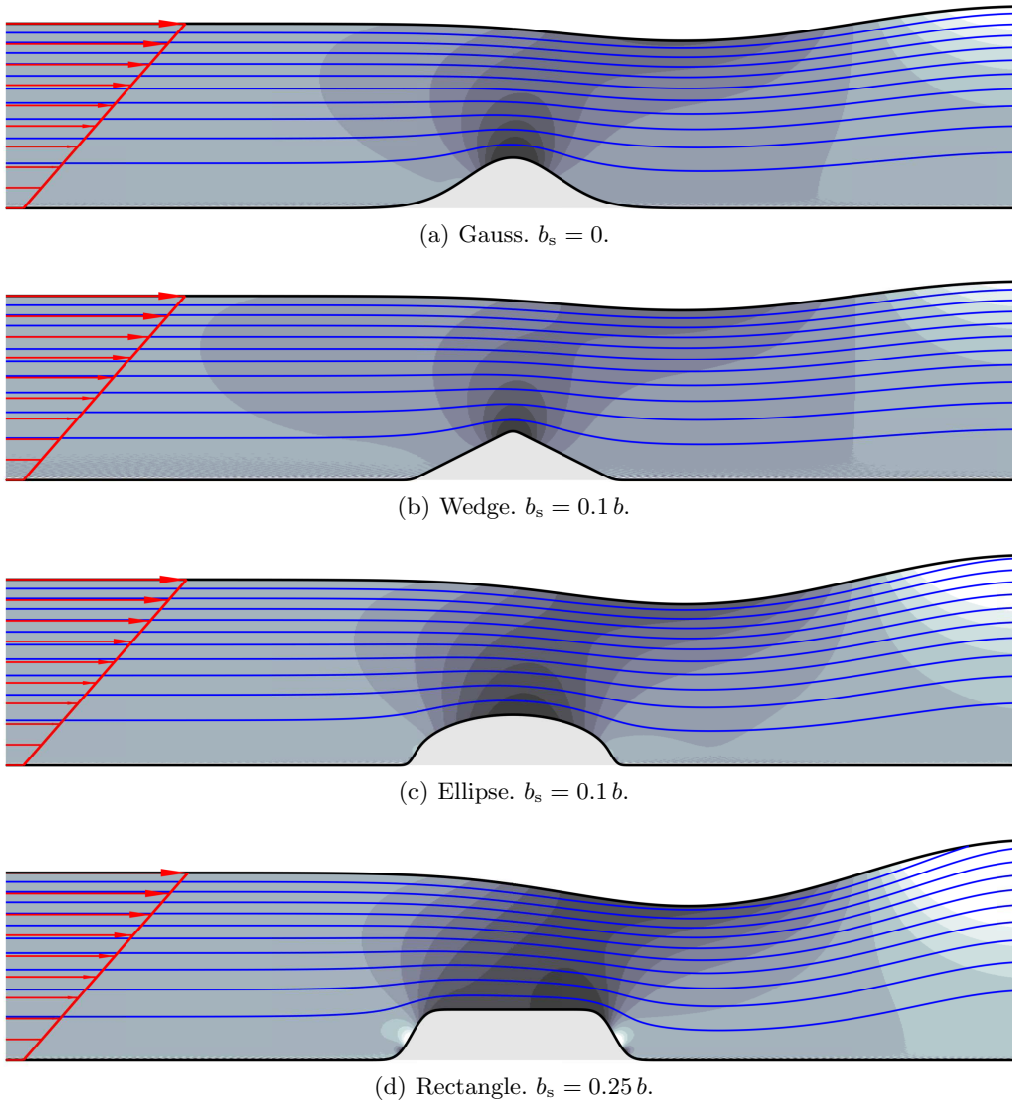 (a) Gauss. b_s = 0.
(b) Wedge. b_s = 0.1 b.
(c) Ellipse. b_s = 0.1 b.
(d) Rectangle. b_s = 0.25 b.